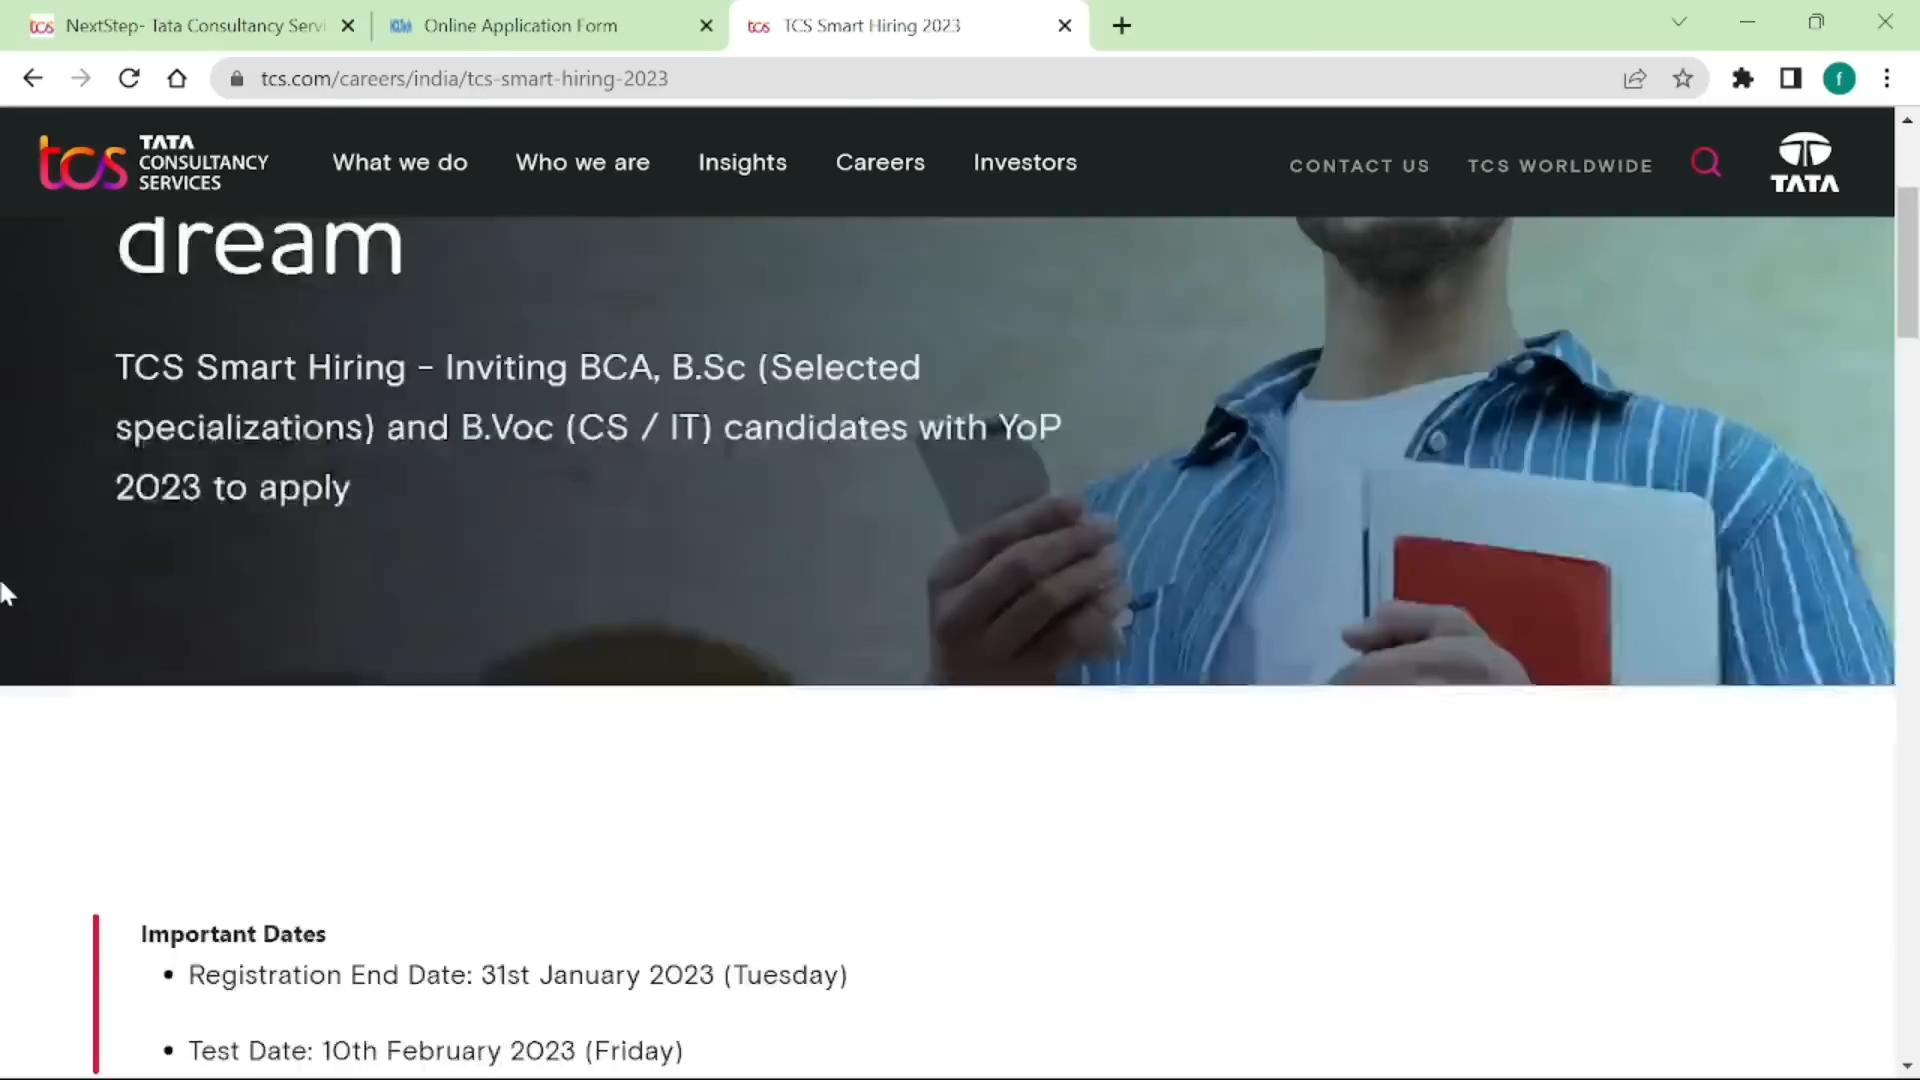 NextStep- Tata Consultancy Servi
Online Application Form
TCS Smart Hiring 2023
tcs.com/careers/india/tcs-smart-hiring-2023
f
tcs TATA CONSULTANCY SERVICES
What we do
Who we are
Insights
Careers
Investors
CONTACT US
TCS WORLDWIDE
TATA
dream
TCS Smart Hiring – Inviting BCA, B.Sc (Selected
specializations) and B.Voc (CS / IT) candidates with YoP
2023 to apply
Important Dates
• Registration End Date: 31st January 2023 (Tuesday)
• Test Date: 10th February 2023 (Friday)